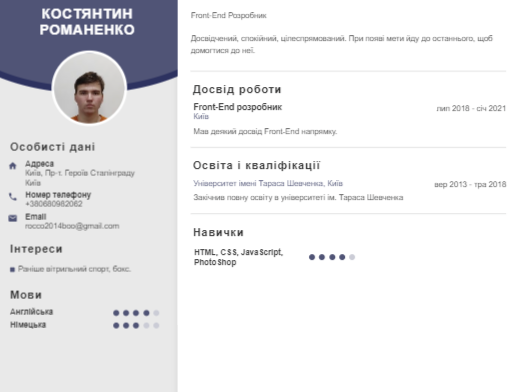 КОСТЯНТИН
РОМАНЕНКО
Особисті дані
Адреса
Київ, Пр-т. Героїв Сталінграду
Київ
Номер телефону
+380680982062
Email
rocco2014boo@gmail.com
Інтереси
Раніше вітрильний спорт, бокс.
Мови
Англійська
Німецька
Front-End Розробник
Досвідчений, спокійний, цілеспрямований. При появі мети йду до останнього, щоб
домогтися до неї.
Досвід роботи
Front-End розробник
лип 2018 - січ 2021
Київ
Мав деякий досвід Front-End напрямку.
Освіта і кваліфікації
Університет імені Тараса Шевченка, Київ
вер 2013 - тра 2018
Закінчив повну освіту в університеті ім. Тараса Шевченка
Навички
HTML, CSS, JavaScript,
PhotoShop